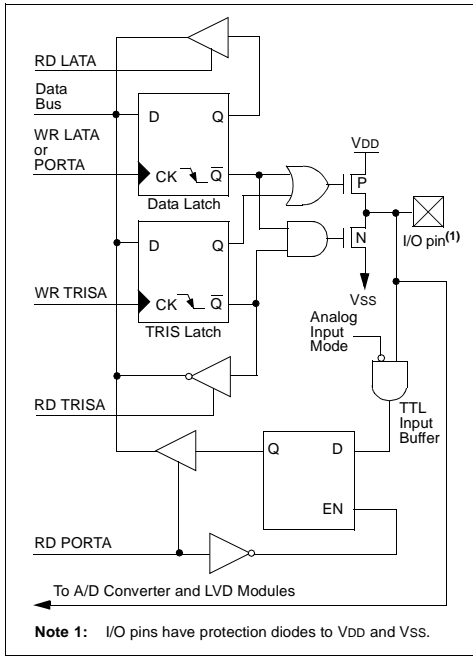 RD LATA
Data
Bus
WR LATA
or
PORTA
D Q
CK Q
Data Latch
D Q
WR TRISA
CK Q
TRIS Latch
RD TRISA
VDD
P
N
I/O pin(1)
VSS
Analog
Input
Mode
TTL
Input
Buffer
Q D
EN
RD PORTA
To A/D Converter and LVD Modules
Note 1: I/O pins have protection diodes to VDD and VSS.